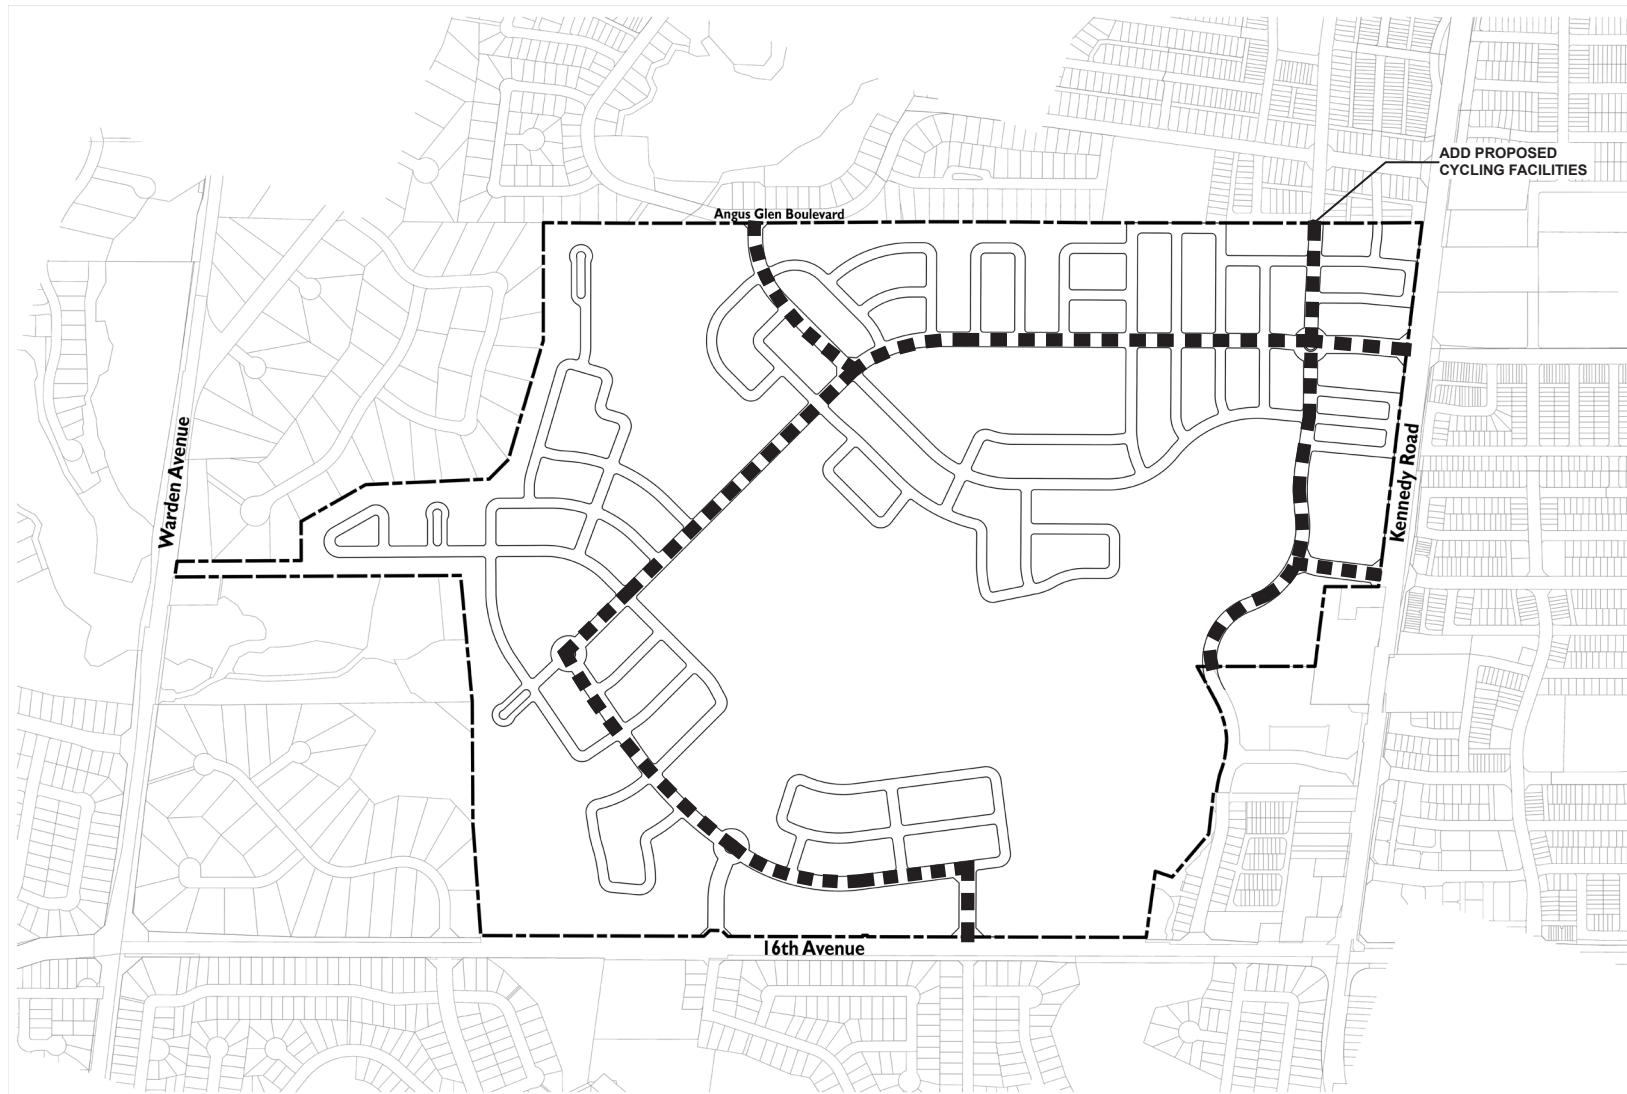 ADD PROPOSED
CYCLING FACILITIES
Angus Glen Boulevard
Warden Avenue
Kennedy Road
16th Avenue